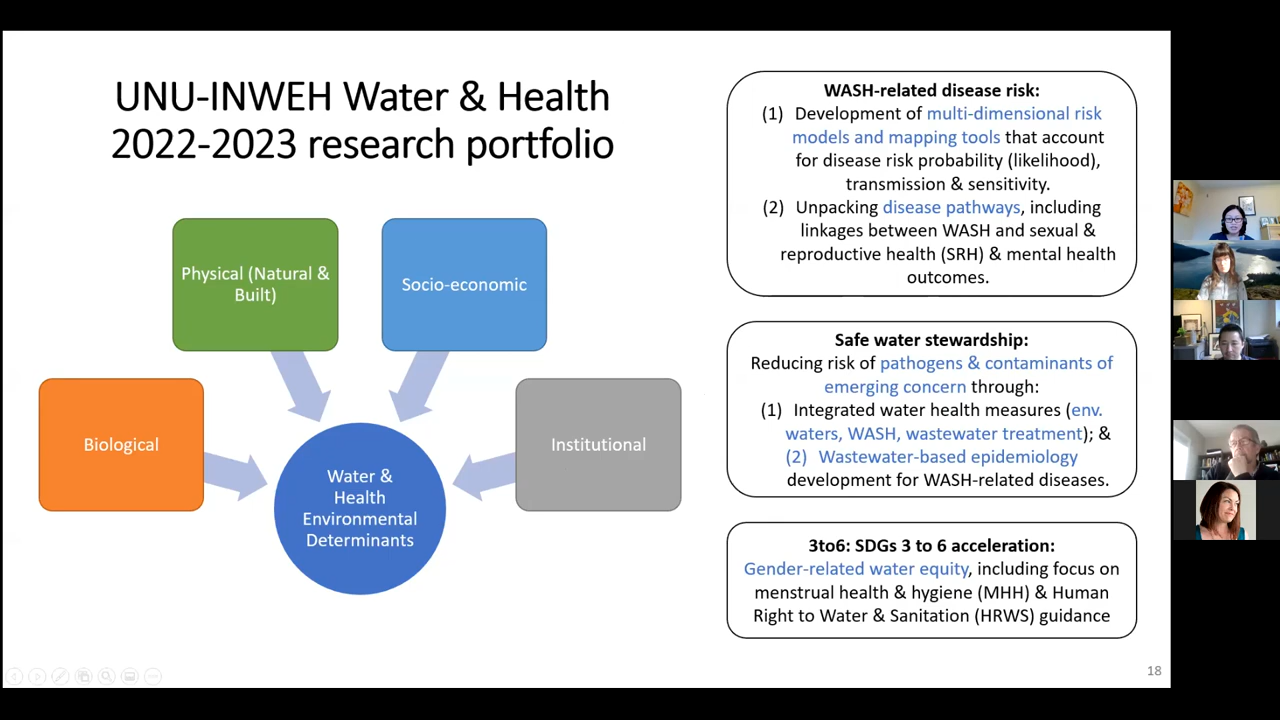 UNU-INWEH Water & Health
2022-2023 research portfolio
Physical (Natural &
Built)
Socio-economic
Biological
Institutional
Water &
Health
Environmental
Determinants
WASH-related disease risk:
(1) Development of multi-dimensional risk
models and mapping tools that account
for disease risk probability (likelihood),
transmission & sensitivity.
(2) Unpacking disease pathways, including
linkages between WASH and sexual &
reproductive health (SRH) & mental health
outcomes.
Safe water stewardship:
Reducing risk of pathogens & contaminants of
emerging concern through:
(1) Integrated water health measures (env.
waters, WASH, wastewater treatment); &
(2) Wastewater-based epidemiology
development for WASH-related diseases.
3to6: SDGs 3 to 6 acceleration:
Gender-related water equity, including focus on
menstrual health & hygiene (MHH) & Human
Right to Water & Sanitation (HRWS) guidance
18